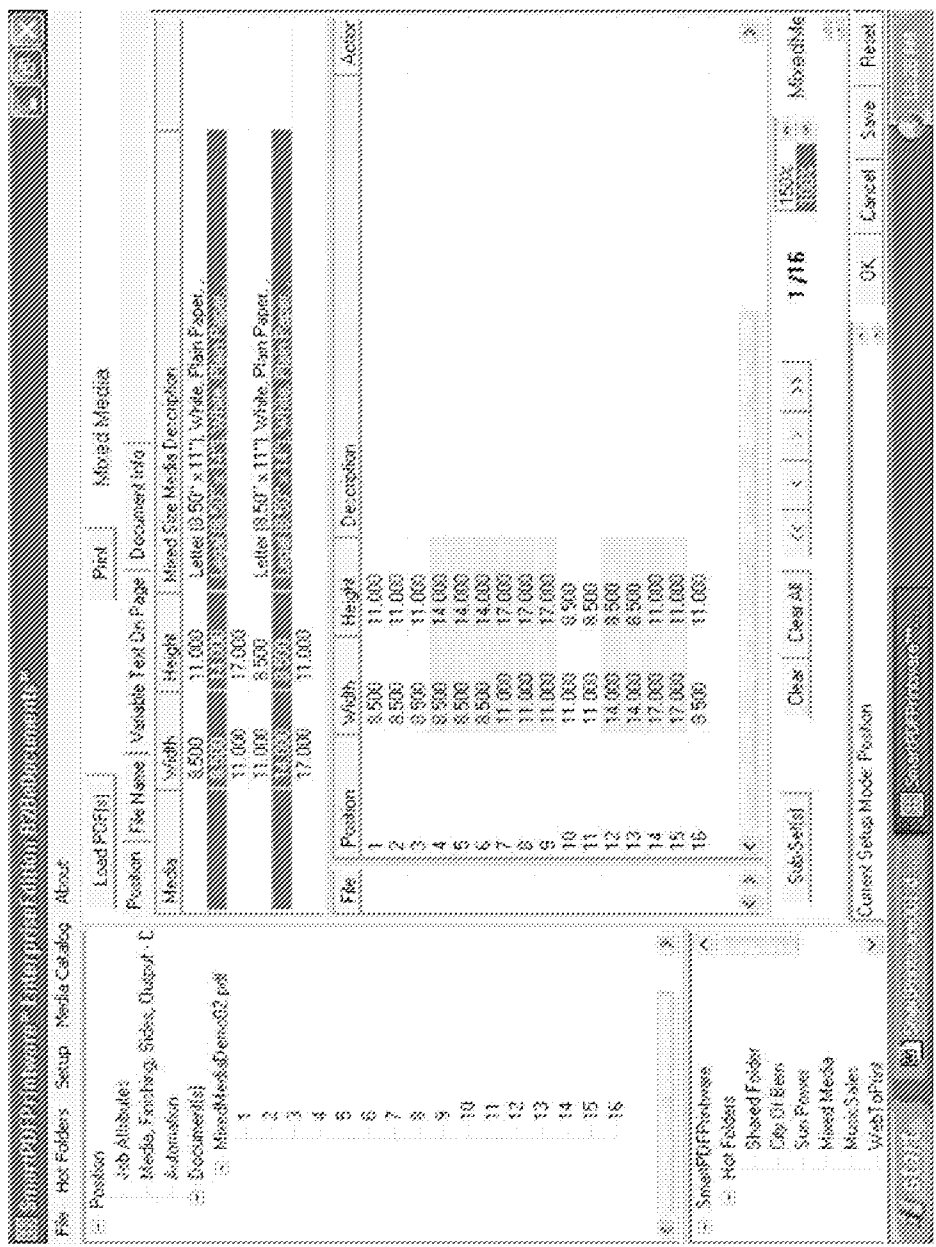 File Hot Folders Setup Media Catalog About
Position
Job Attributes
Media, Finishing, Sides, Output - D
Automation
Document(s)
MixedMediaDemo02.pdf
1
2
3
4
5
6
7
8
9
10
11
12
13
14
15
16
SmartPDFPrintware
Hot Folders
Shared Folder
City Of Bern
Sun Power
Mixed Media
MusicSales
WebToPrint
Load PDF(s) Print Mixed Media
Position File Name Variable Text On Page Document Info
Media Width Height Mixed Size Media Description
8.500 11.000 Letter (8.50" x 11"), White, Plain Paper, ..
11.000 17.000
11.000 8.500 Letter (8.50" x 11"), White, Plain Paper, ..
17.000 11.000
File Position Width Height Description Action
1 8.500 11.000
2 8.500 11.000
3 8.500 11.000
4 8.500 14.000
5 8.500 14.000
6 8.500 14.000
7 11.000 17.000
8 11.000 17.000
9 11.000 17.000
10 11.000 8.500
11 11.000 8.500
12 14.000 8.500
13 14.000 8.500
14 17.000 11.000
15 17.000 11.000
16 8.500 11.000
Sub-Set(s) Clear Clear All << < > >> 1 / 16 150% MixedMe
Current Setup Mode: Position OK Cancel Save Reset